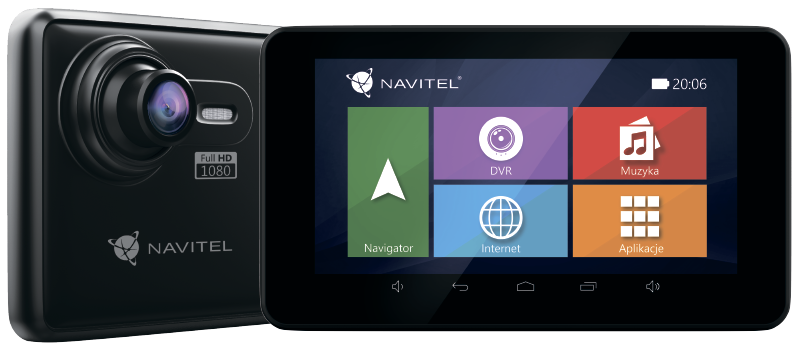 Full HD
1080
NAVITEL
NAVITEL®
20:06
DVR
Muzyka
Navigator
Internet
Aplikacje